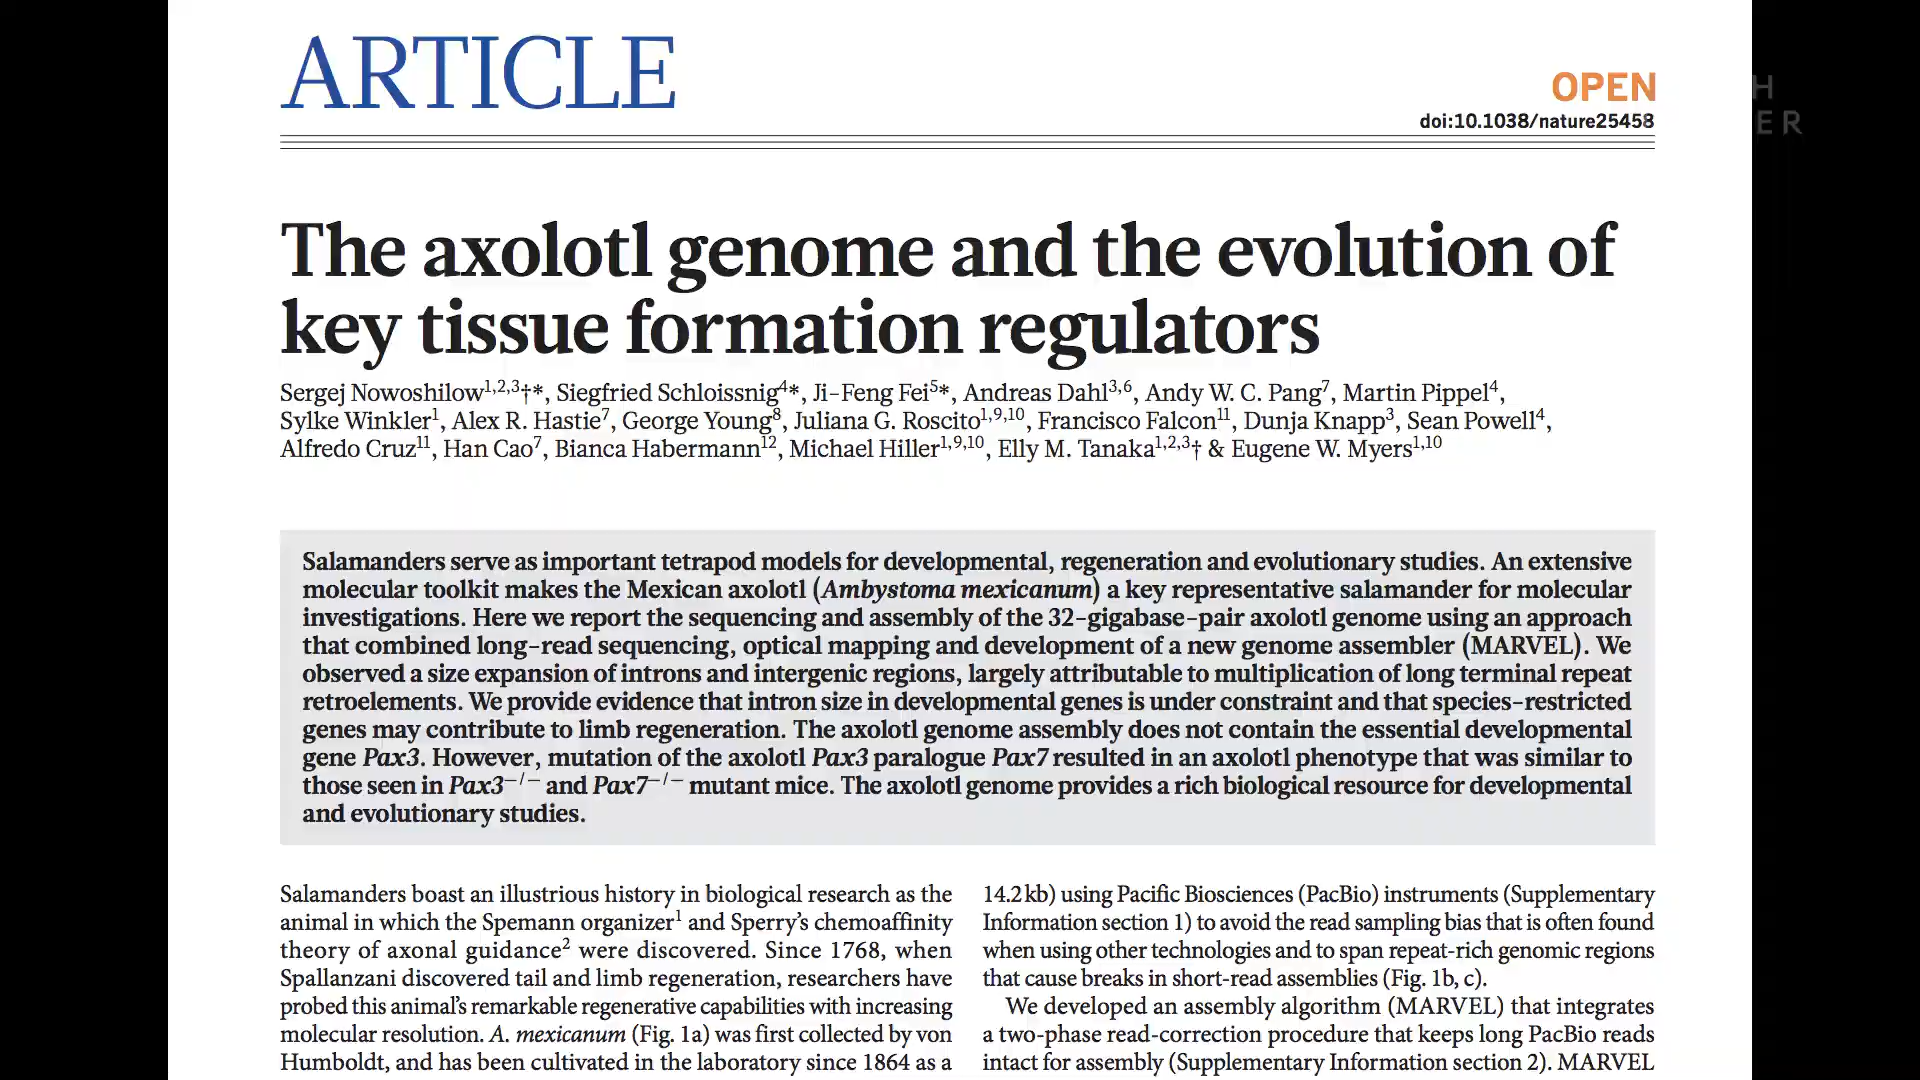 ARTICLE
OPEN
doi:10.1038/nature25458
H
ER
The axolotl genome and the evolution of
key tissue formation regulators
Sergej Nowoshilow1,2,3†*, Siegfried Schloissnig4*, Ji-Feng Fei5*, Andreas Dahl3,6, Andy W. C. Pang7, Martin Pippel4,
Sylke Winkler1, Alex R. Hastie7, George Young8, Juliana G. Roscito1,9,10, Francisco Falcon11, Dunja Knapp3, Sean Powell4,
Alfredo Cruz11, Han Cao7, Bianca Habermann12, Michael Hiller1,9,10, Elly M. Tanaka1,2,3† & Eugene W. Myers1,10
Salamanders serve as important tetrapod models for developmental, regeneration and evolutionary studies. An extensive
molecular toolkit makes the Mexican axolotl (Ambystoma mexicanum) a key representative salamander for molecular
investigations. Here we report the sequencing and assembly of the 32-gigabase-pair axolotl genome using an approach
that combined long-read sequencing, optical mapping and development of a new genome assembler (MARVEL). We
observed a size expansion of introns and intergenic regions, largely attributable to multiplication of long terminal repeat
retroelements. We provide evidence that intron size in developmental genes is under constraint and that species-restricted
genes may contribute to limb regeneration. The axolotl genome assembly does not contain the essential developmental
gene Pax3. However, mutation of the axolotl Pax3 paralogue Pax7 resulted in an axolotl phenotype that was similar to
those seen in Pax3−/− and Pax7−/− mutant mice. The axolotl genome provides a rich biological resource for developmental
and evolutionary studies.
Salamanders boast an illustrious history in biological research as the
animal in which the Spemann organizer1 and Sperry's chemoaffinity
theory of axonal guidance2 were discovered. Since 1768, when
Spallanzani discovered tail and limb regeneration, researchers have
probed this animal's remarkable regenerative capabilities with increasing
molecular resolution. A. mexicanum (Fig. 1a) was first collected by von
Humboldt, and has been cultivated in the laboratory since 1864 as a
14.2 kb) using Pacific Biosciences (PacBio) instruments (Supplementary
Information section 1) to avoid the read sampling bias that is often found
when using other technologies and to span repeat-rich genomic regions
that cause breaks in short-read assemblies (Fig. 1b, c).
We developed an assembly algorithm (MARVEL) that integrates
a two-phase read-correction procedure that keeps long PacBio reads
intact for assembly (Supplementary Information section 2). MARVEL